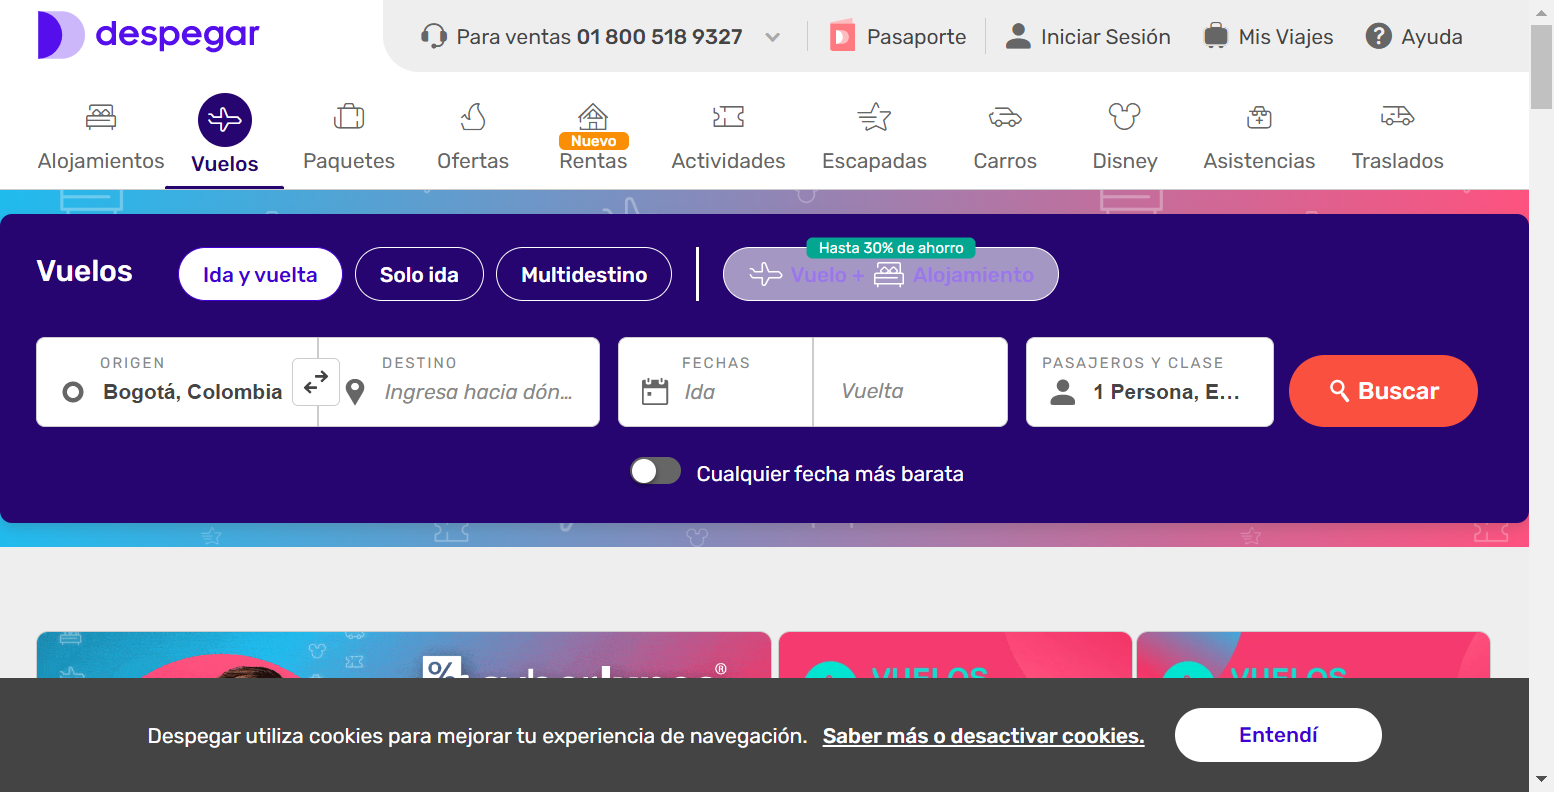 despegar
Para ventas 01 800 518 9327
Pasaporte
Iniciar Sesión
Mis Viajes
Ayuda
Alojamientos
Vuelos
Paquetes
Ofertas
Nuevo
Rentas
Actividades
Escapadas
Carros
Disney
Asistencias
Traslados
Vuelos
Ida y vuelta
Solo ida
Multidestino
Hasta 30% de ahorro
Vuelo + Alojamiento
ORIGEN
Bogotá, Colombia
DESTINO
Ingresa hacia dón...
FECHAS
Ida
Vuelta
PASAJEROS Y CLASE
1 Persona, E...
Buscar
Cualquier fecha más barata
VUELOS
VUELOS
Despegar utiliza cookies para mejorar tu experiencia de navegación. Saber más o desactivar cookies.
Entendí